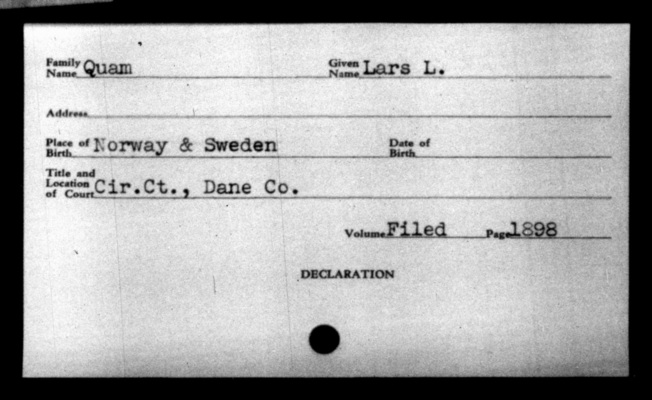 Family Name Quam Given Name Lars L.
Address
Place of Birth Norway & Sweden Date of Birth
Title and Location of Court Cir.Ct., Dane Co.
Volume Filed Page 1898
DECLARATION